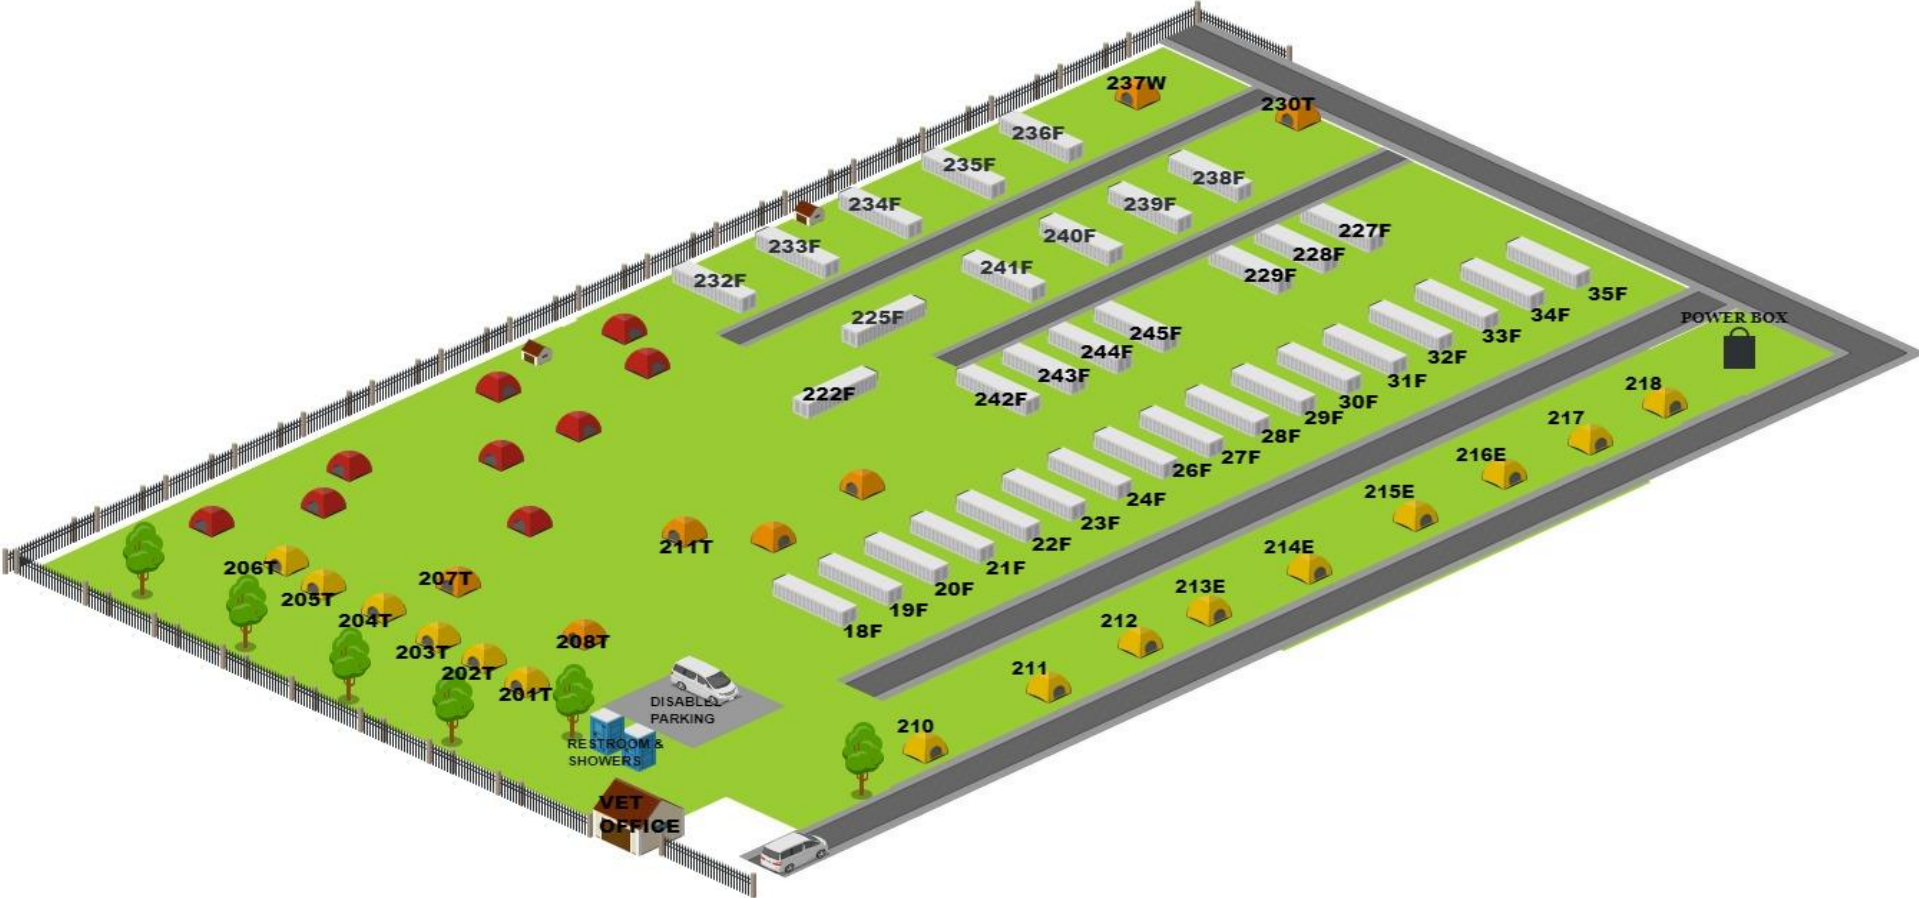 237W
230T
236F
235F
238F
234F
239F
227F
233F
240F
228F
232F
241F
229F
35F
34F
225F
POWER BOX
245F
33F
244F
32F
243F
31F
222F
242F
30F
218
29F
217
28F
27F
216E
26F
24F
215E
23F
211T
22F
214E
21F
206T
207T
20F
213E
205T
19F
204T
212
18F
208T
203T
211
202T
201T
DISABLEL
PARKING
210
RESTROOM &
SHOWERS
VET
OFFICE